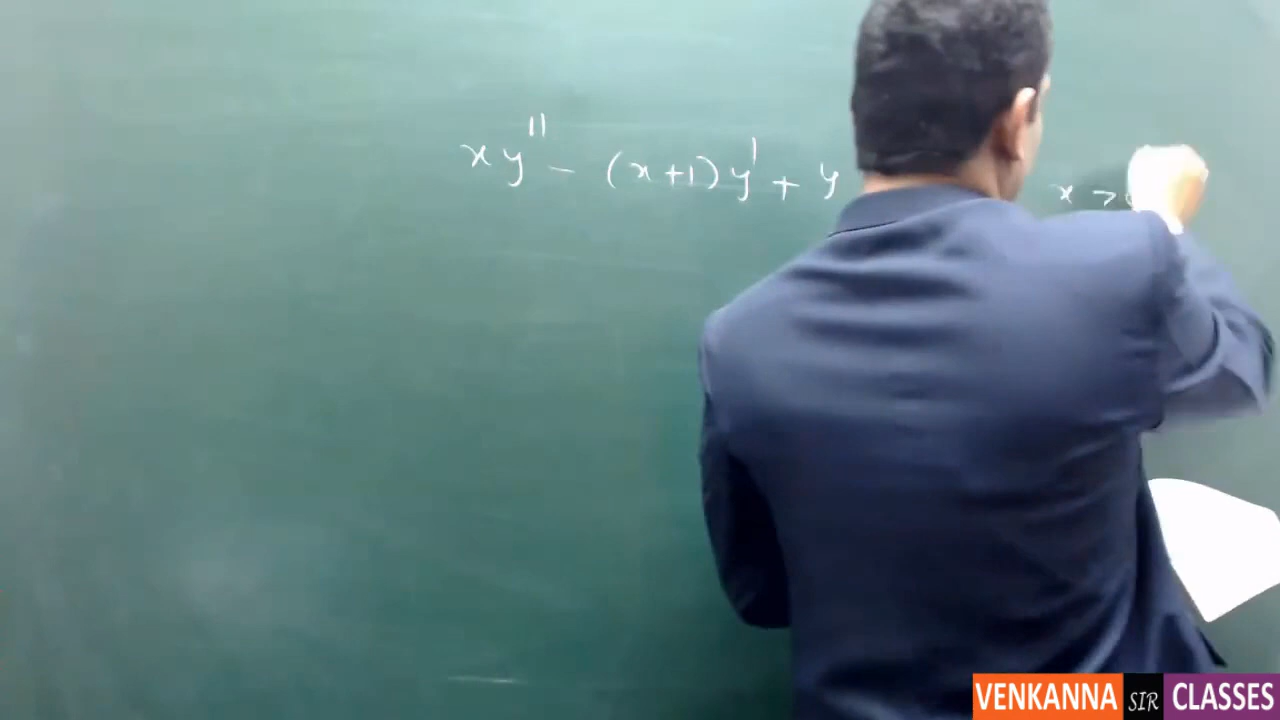 xy'' - (x+1)y' + y x >
VENKANNA SIR CLASSES